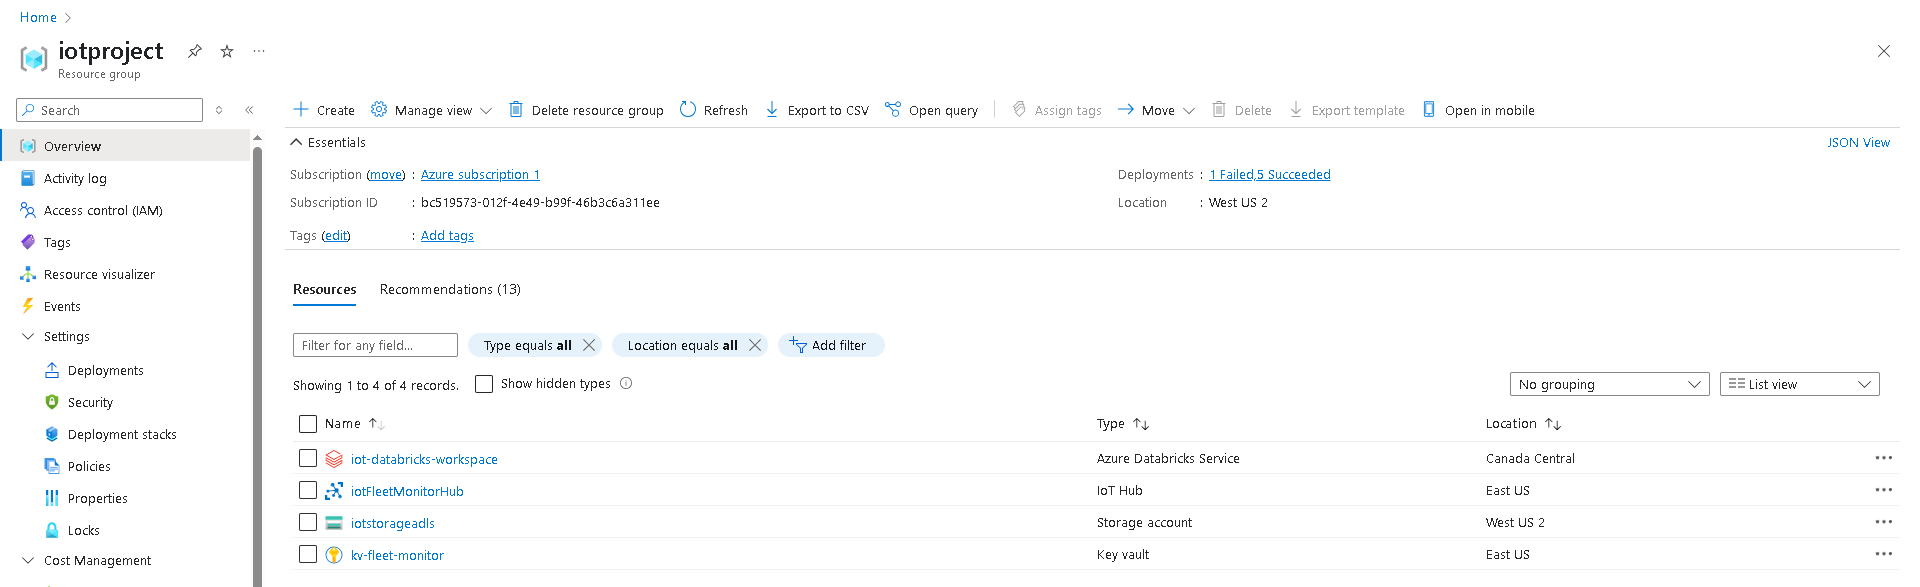 Home
iotproject
Resource group
Search
Create Manage view Delete resource group Refresh Export to CSV Open query Assign tags Move Delete Export template Open in mobile
Overview
Activity log
Access control (IAM)
Tags
Resource visualizer
Events
Settings
Deployments
Security
Deployment stacks
Policies
Properties
Locks
Cost Management
Essentials JSON View
Subscription (move) : Azure subscription 1 Deployments : 1 Failed,5 Succeeded
Subscription ID : bc519573-012f-4e49-b99f-46b3c6a311ee Location : West US 2
Tags (edit) : Add tags
Resources Recommendations (13)
Filter for any field... Type equals all Location equals all Add filter
Showing 1 to 4 of 4 records. Show hidden types No grouping List view
Name Type Location
iot-databricks-workspace Azure Databricks Service Canada Central
iotFleetMonitorHub IoT Hub East US
iotstorageadls Storage account West US 2
kv-fleet-monitor Key vault East US